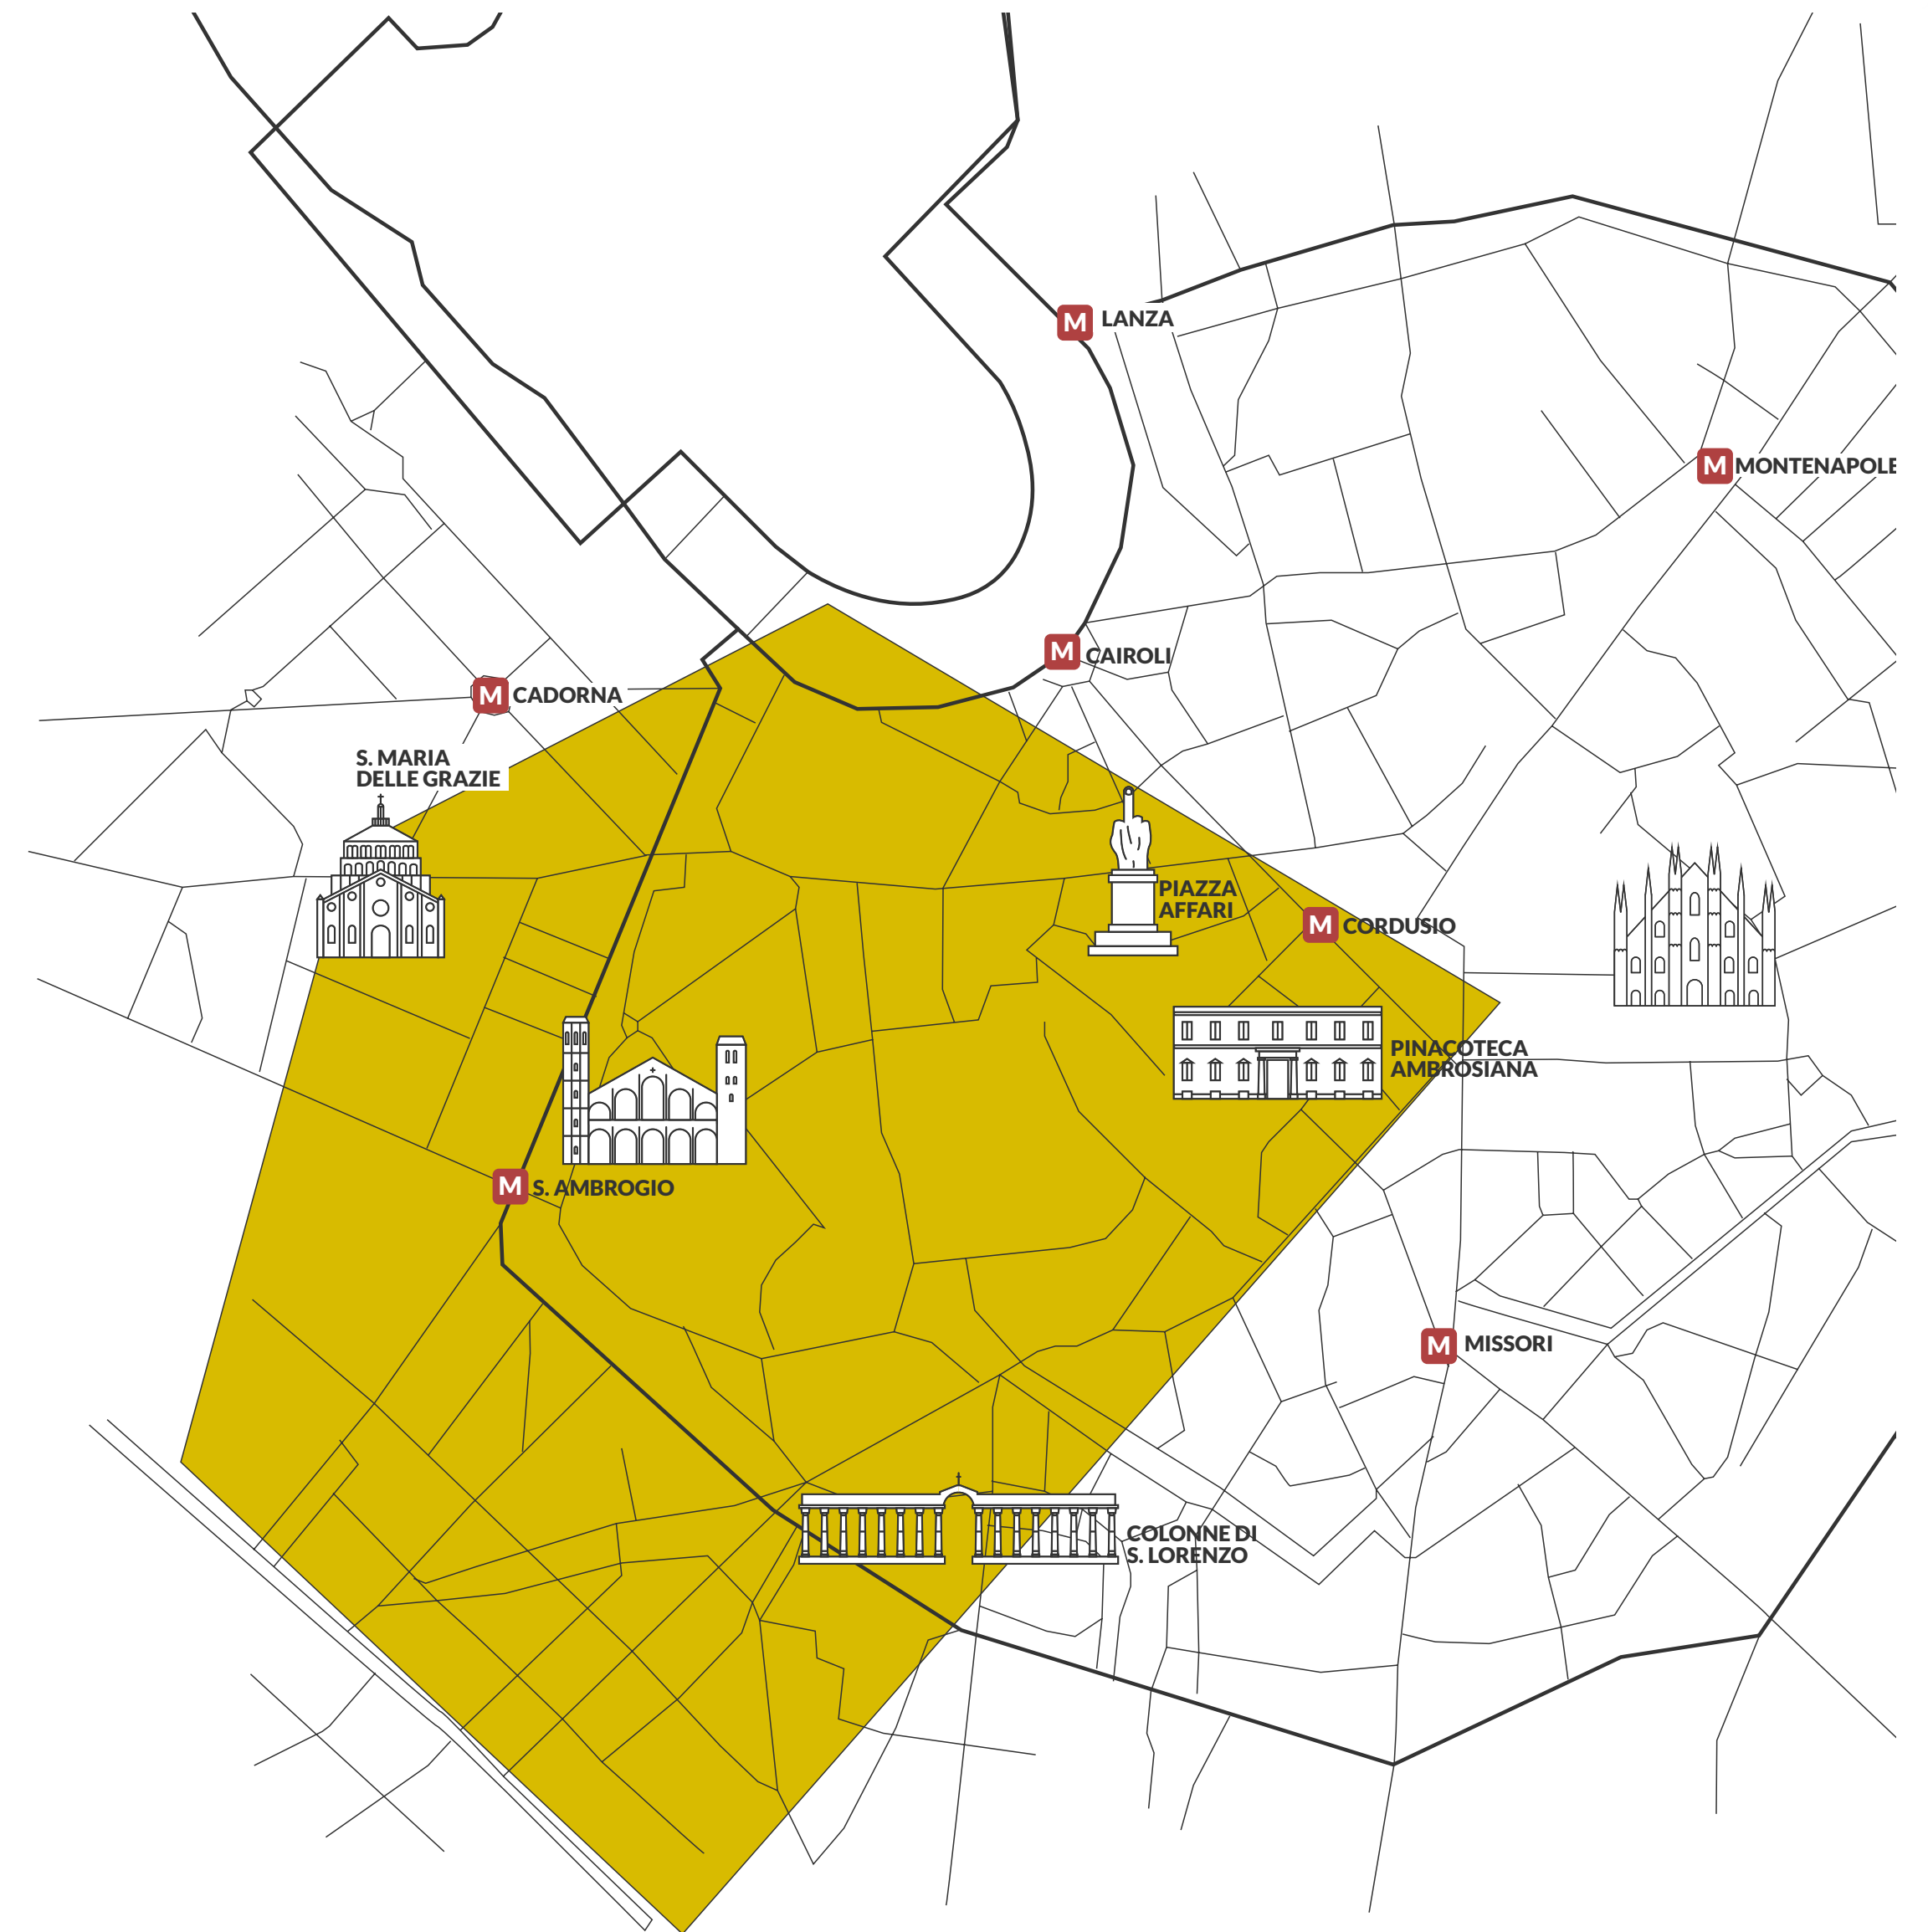 M LANZA
M MONTENAPOLE
M CAIROLI
M CADORNA
S. MARIA
DELLE GRAZIE
PIAZZA
AFFARI
M CORDUSIO
PINACOTECA
AMBROSIANA
M S. AMBROGIO
M MISSORI
COLONNE DI
S. LORENZO